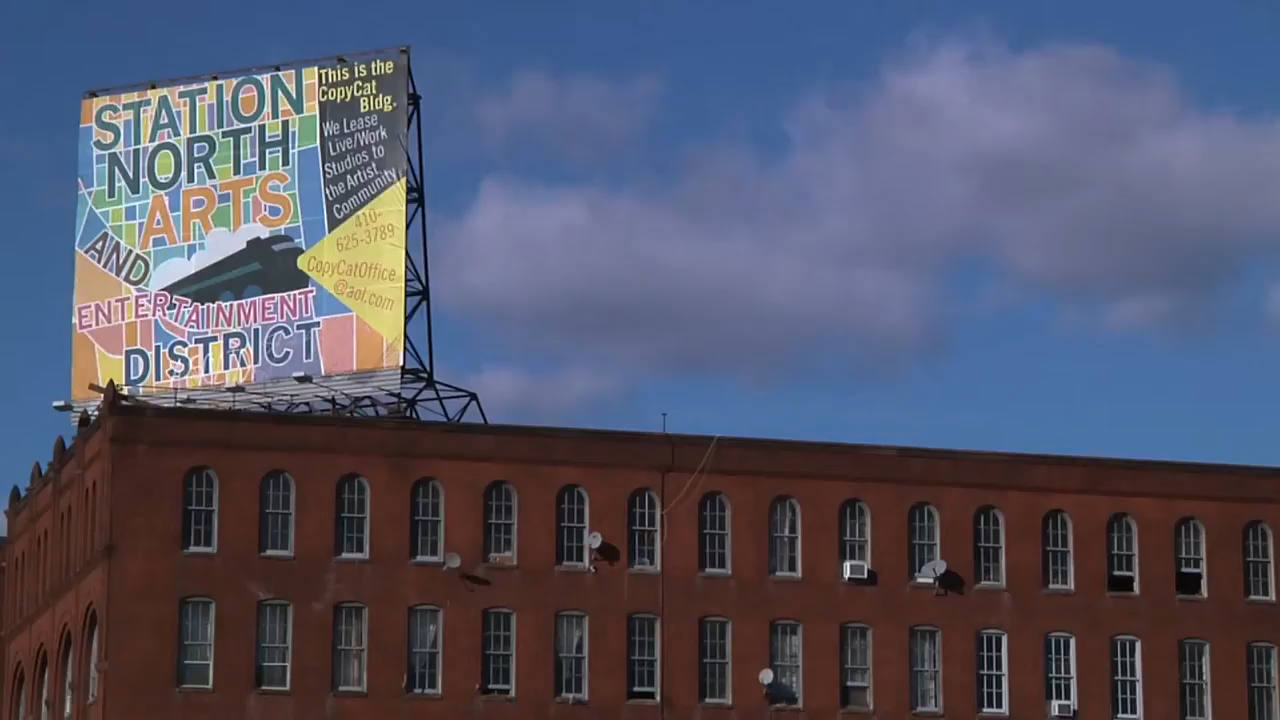 STATION
NORTH
ARTS
AND
ENTERTAINMENT
DISTRICT
This is the
CopyCat
Bldg.
We Lease
Live/Work
Studios to
the Artist
Community
410-
625-3789
CopyCatOffice
@aol.com